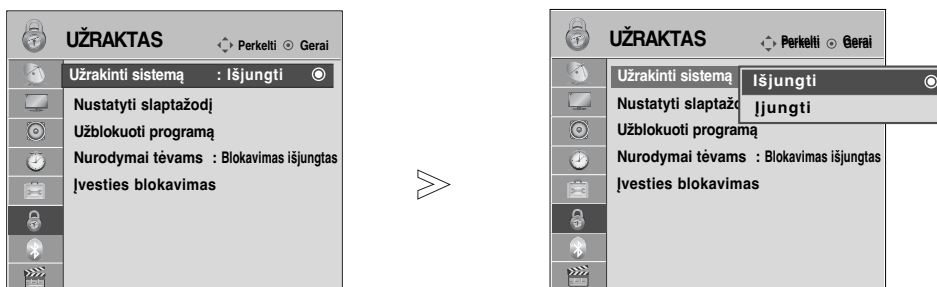 UŽRAKTAS Perkelti Gerai
Užrakinti sistemą : Išjungti
Nustatyti slaptažodį
Užblokuoti programą
Nurodymai tėvams : Blokavimas išjungtas
Įvesties blokavimas
UŽRAKTAS Perkelti Gerai
Užrakinti sistemą
Išjungti
Nustatyti slaptažo
Įjungti
Užblokuoti programą
Nurodymai tėvams : Blokavimas išjungtas
Įvesties blokavimas